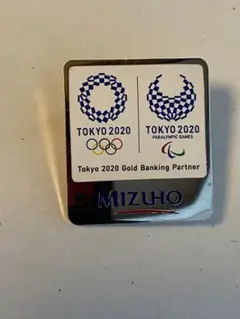 TOKYO 2020
TOKYO 2020
PARALYMPIC GAMES
Tokyo 2020 Gold Banking Partner
MIZUHO